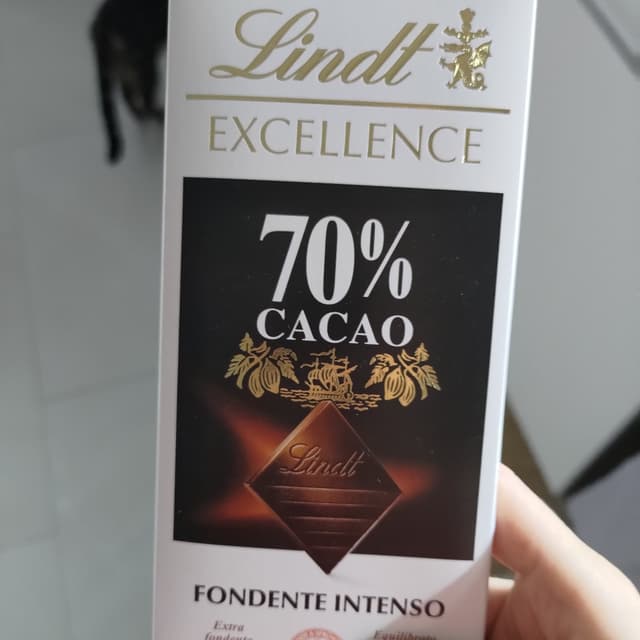 Lindt
EXCELLENCE
70%
CACAO
Lindt
FONDENTE INTENSO
Extra
fondente
Equilibrato